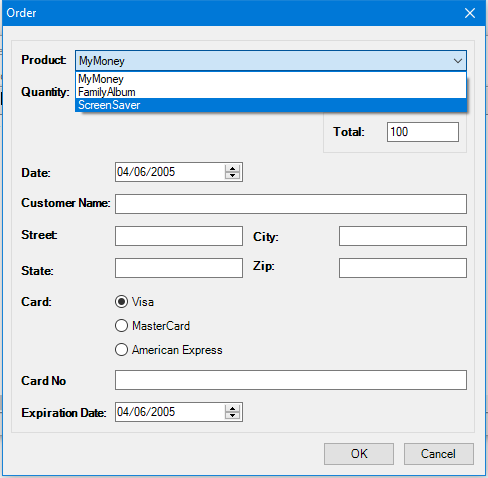 Order
Product: MyMoney
MyMoney
Quantity: FamilyAlbum
ScreenSaver
Total: 100
Date: 04/06/2005
Customer Name:
Street: City:
State: Zip:
Card: Visa
MasterCard
American Express
Card No
Expiration Date: 04/06/2005
OK Cancel